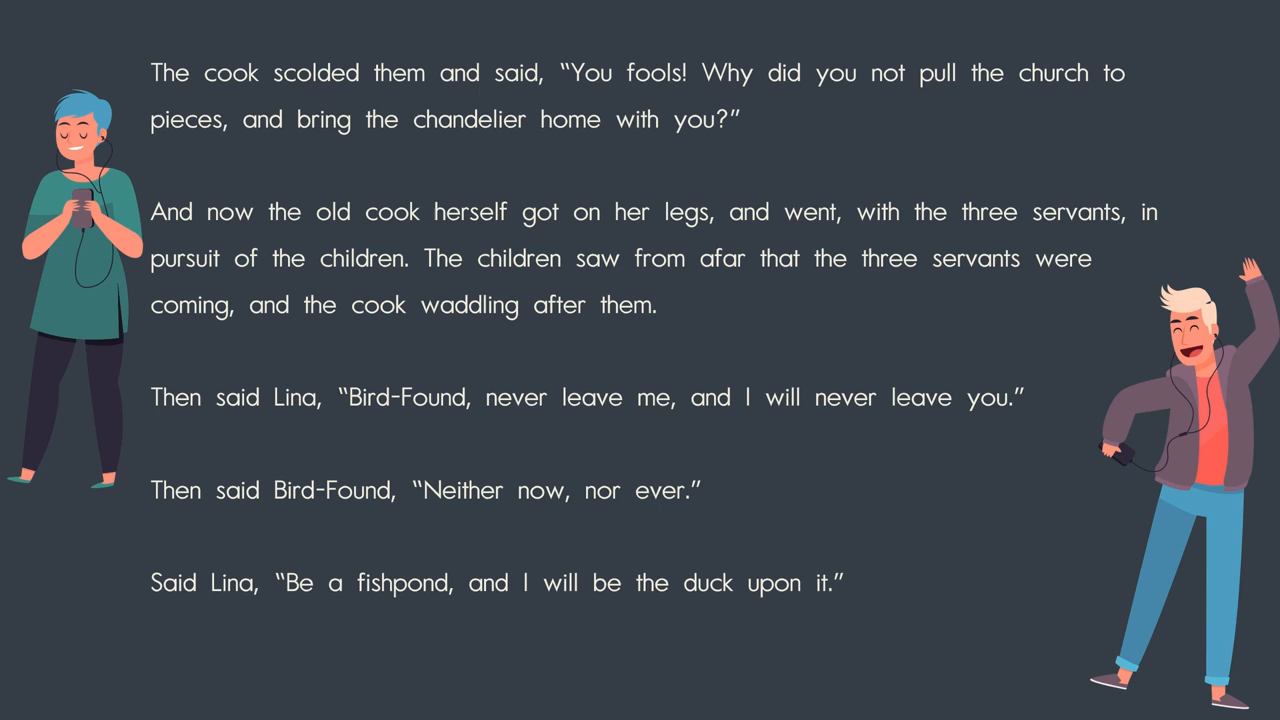 The cook scolded them and said, “You fools! Why did you not pull the church to
pieces, and bring the chandelier home with you?”
And now the old cook herself got on her legs, and went, with the three servants, in
pursuit of the children. The children saw from afar that the three servants were
coming, and the cook waddling after them.
Then said Lina, “Bird-Found, never leave me, and I will never leave you.”
Then said Bird-Found, “Neither now, nor ever.”
Said Lina, “Be a fishpond, and I will be the duck upon it.”